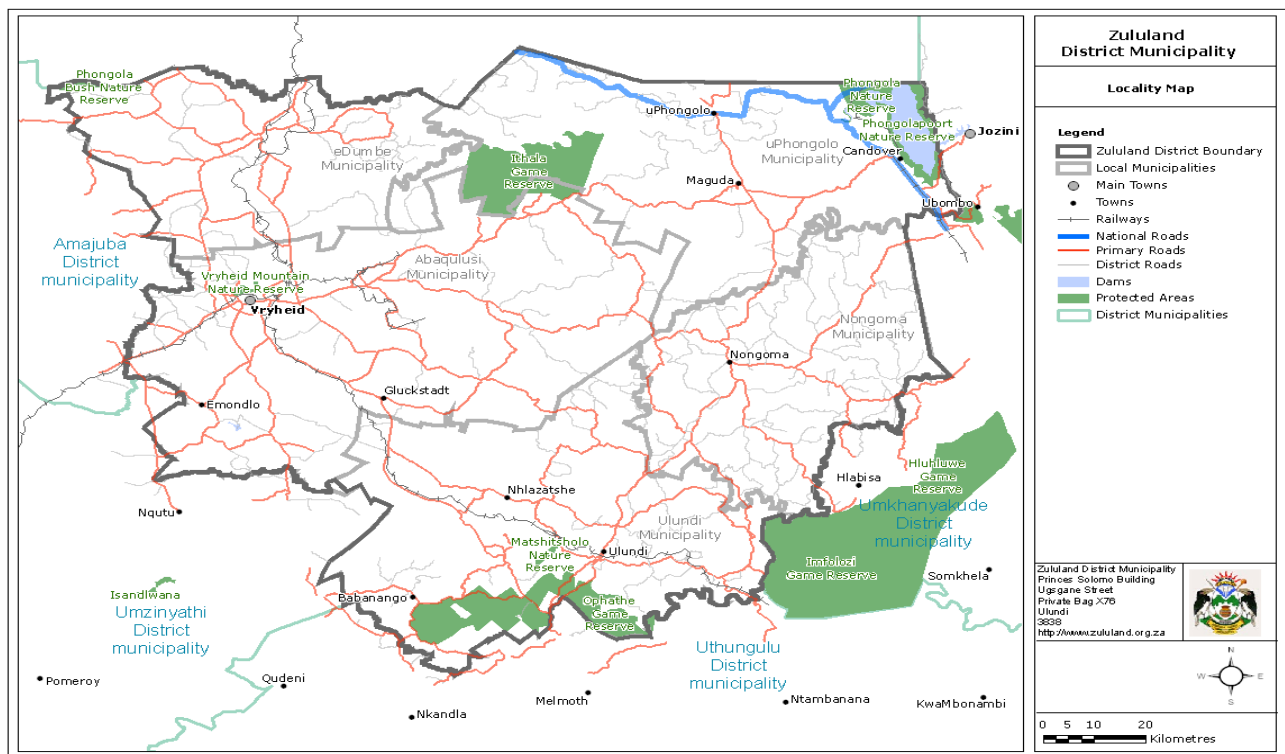 Phongola
Bush Nature
Reserve
eDumbe
Municipality
Ithala
Game
Reserve
uPhongolo
Phongola
Nature
Reserve
Phongolapoort
Nature Reserve
Jozini
uPhongolo
Municipality
Candover
Maguda
Ubombo
Amajuba
District
municipality
Abaqulusi
Municipality
Vryheid Mountain
Nature Reserve
Vryheid
Nongoma
Municipality
Nongoma
Gluckstadt
Emondlo
Hluhluwe
Game
Reserve
Hlabisa
Nhlazatshe
Umkhanyakude
District
municipality
Nqutu
Ulundi
Municipality
Matshitsholo
Nature
Reserve
Ulundi
Imfolozi
Game Reserve
Somkhela
Isandlwana
Babanango
Ophathe
Game
Reserve
Umzinyathi
District
municipality
Uthungulu
District
municipality
Pomeroy
Qudeni
Melmoth
Nkandla
Ntambanana
KwaMbonambi
Zululand
District Municipality
Locality Map
Legend
Zululand District Boundary
Local Municipalities
Main Towns
Towns
Railways
National Roads
Primary Roads
District Roads
Dams
Protected Areas
District Municipalities
Zululand District Municipality
Princes Solomo Building
Ugsgane Street
Private Bag X76
Ulundi
3838
http://www.zululand.org.za
N
W E
S
0 5 10 20
Kilometres